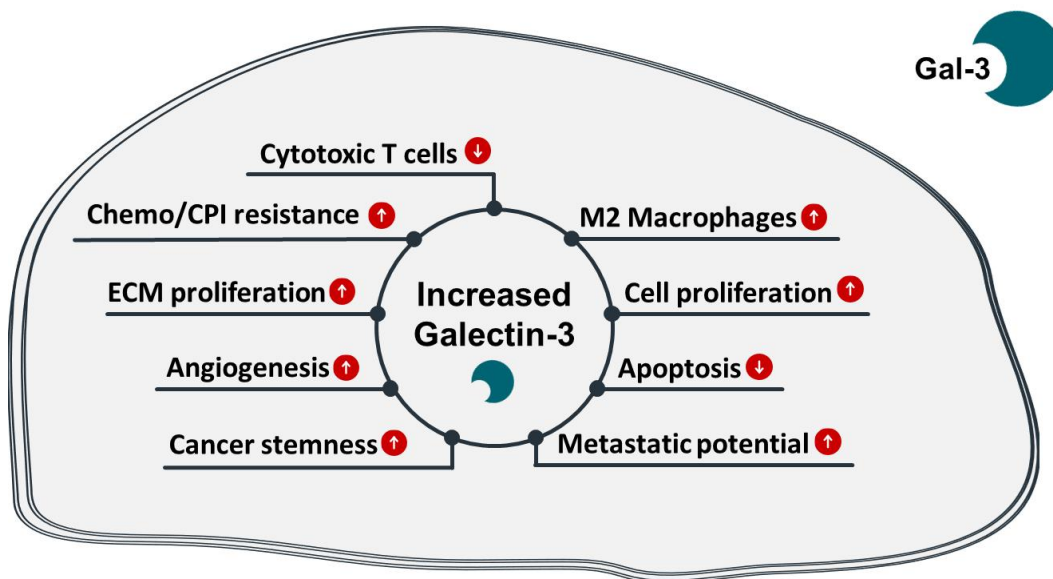 Gal-3
Cytotoxic T cells
Chemo/CPI resistance
M2 Macrophages
ECM proliferation
Increased
Galectin-3
Cell proliferation
Angiogenesis
Apoptosis
Cancer stemness
Metastatic potential